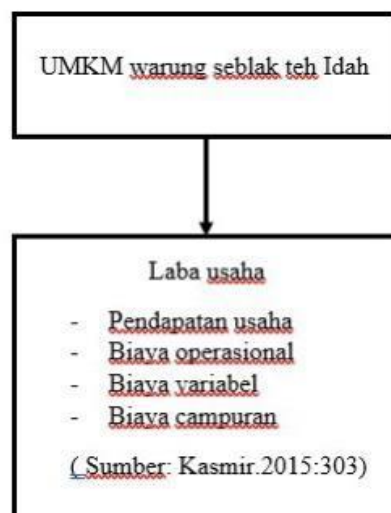 UMKM warung seblak teh Idah
Laba usaha
- Pendapatan usaha
- Biaya operasional
- Biaya variabel
- Biaya campuran
( Sumber: Kasmir.2015:303)